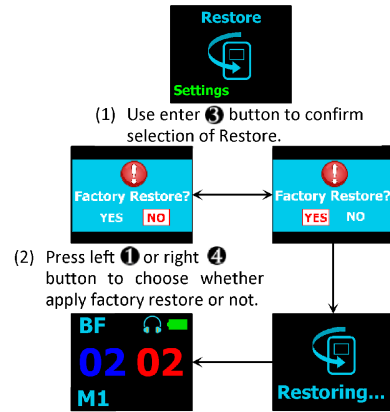 Restore
Settings
(1) Use enter ❸ button to confirm
selection of Restore.
Factory Restore?
YES NO
Factory Restore?
YES NO
(2) Press left ❶ or right ❹
button to choose whether
apply factory restore or not.
BF
02 02
M1
Restoring...